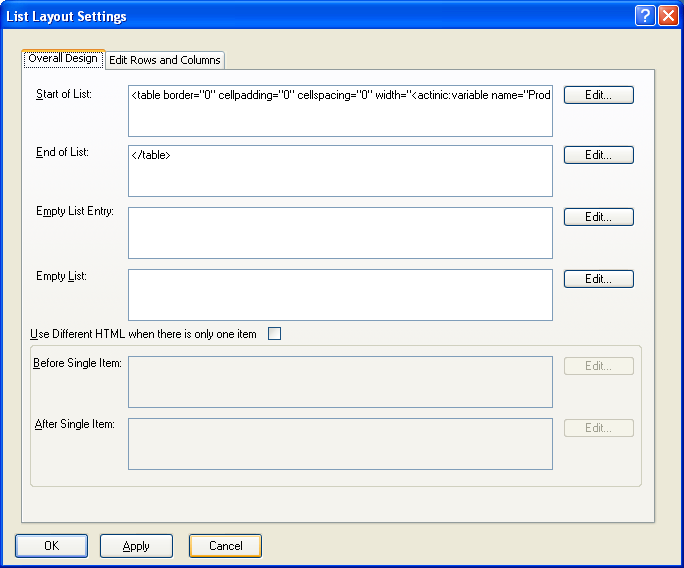 List Layout Settings
Overall Design
Edit Rows and Columns
Start of List:
<table border="0" cellpadding="0" cellspacing="0" width="<actinic:variable name="Prod
Edit...
End of List:
</table>
Edit...
Empty List Entry:
Edit...
Empty List:
Edit...
Use Different HTML when there is only one item
Before Single Item:
Edit...
After Single Item:
Edit...
OK
Apply
Cancel